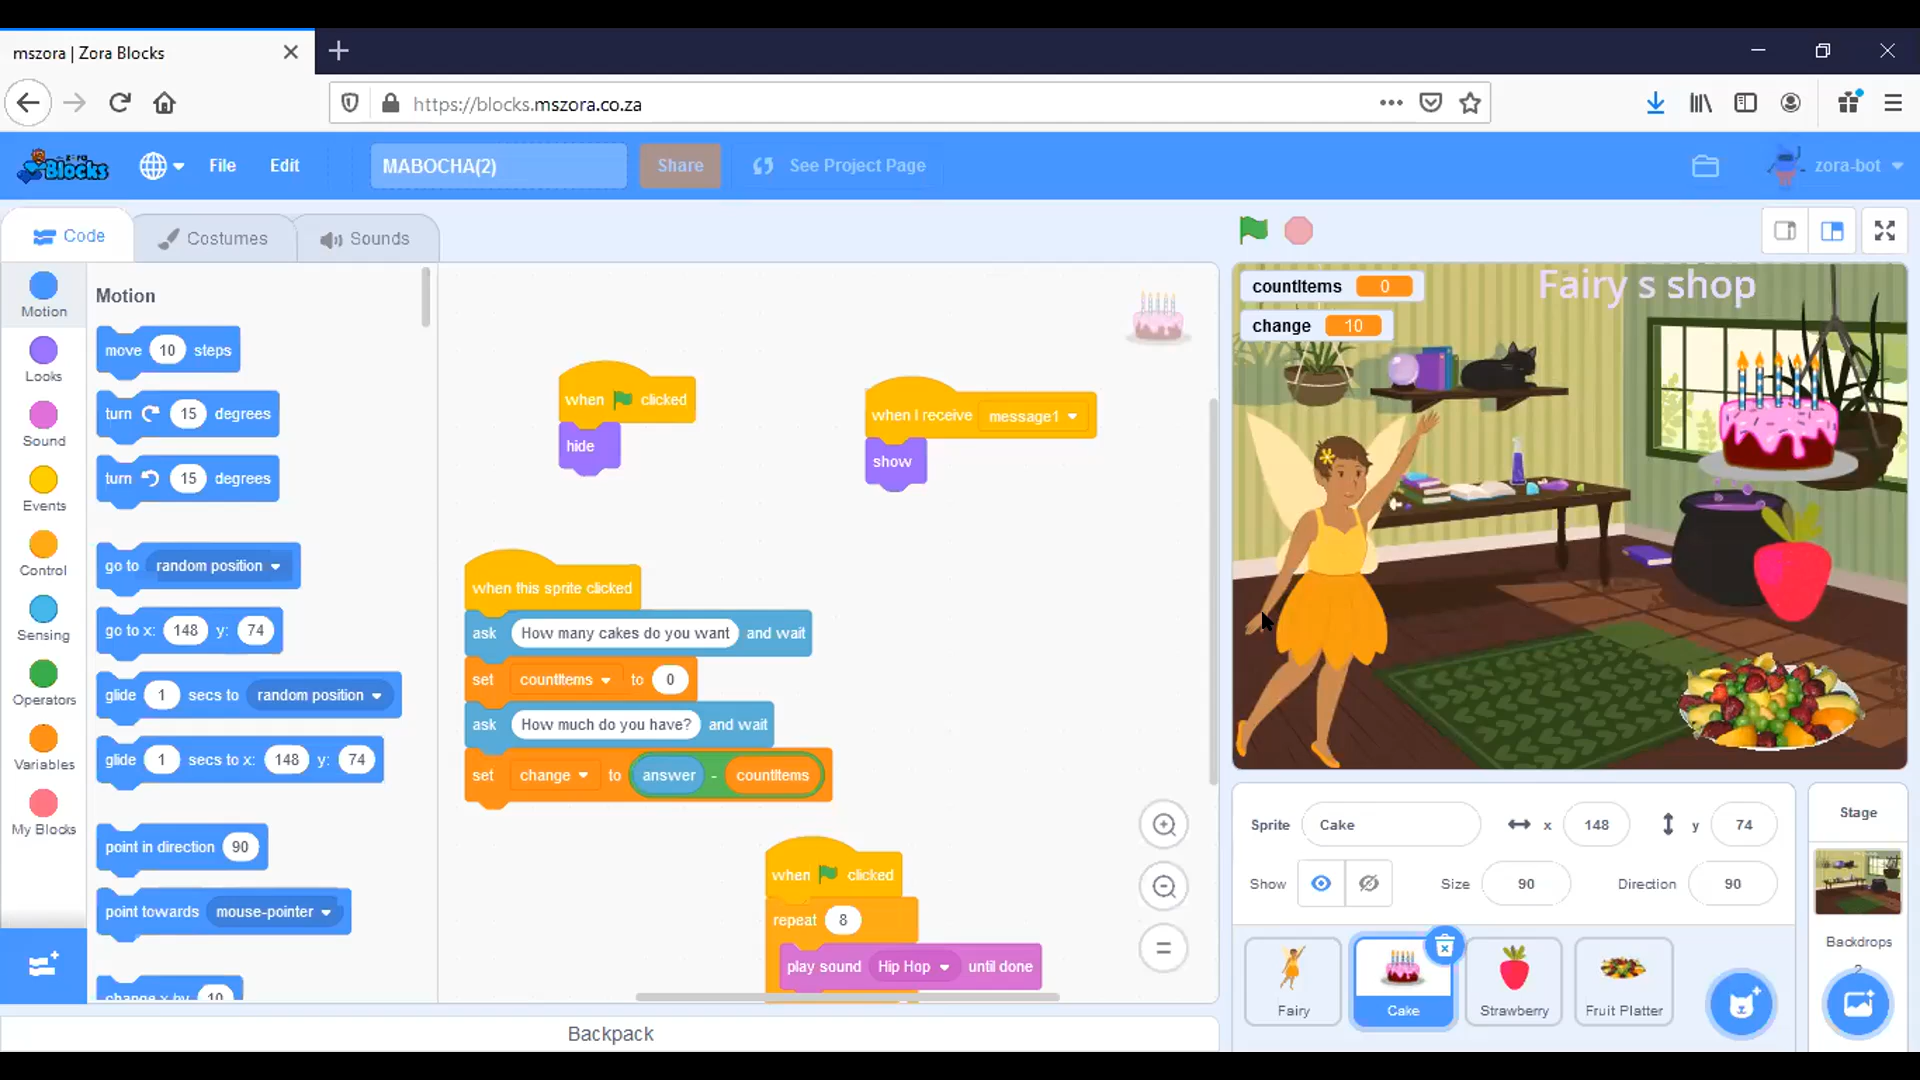 mszora | Zora Blocks
https://blocks.mszora.co.za
zora Blocks
File
Edit
MABOCHA(2)
Share
See Project Page
zora-bot
Code
Costumes
Sounds
Motion
Looks
Sound
Events
Control
Sensing
Operators
Variables
My Blocks
Motion
move 10 steps
turn 15 degrees
turn 15 degrees
go to random position
go to x: 148 y: 74
glide 1 secs to random position
glide 1 secs to x: 148 y: 74
point in direction 90
point towards mouse-pointer
change x by 10
when clicked
hide
when I receive message1
show
when this sprite clicked
ask How many cakes do you want and wait
set countItems to 0
ask How much do you have? and wait
set change to answer - countItems
when clicked
repeat 8
play sound Hip Hop until done
Backpack
countItems 0
change 10
Fairy s shop
Sprite Cake x 148 y 74
Show Size 90 Direction 90
Fairy
Cake
Strawberry
Fruit Platter
Stage
Backdrops
2